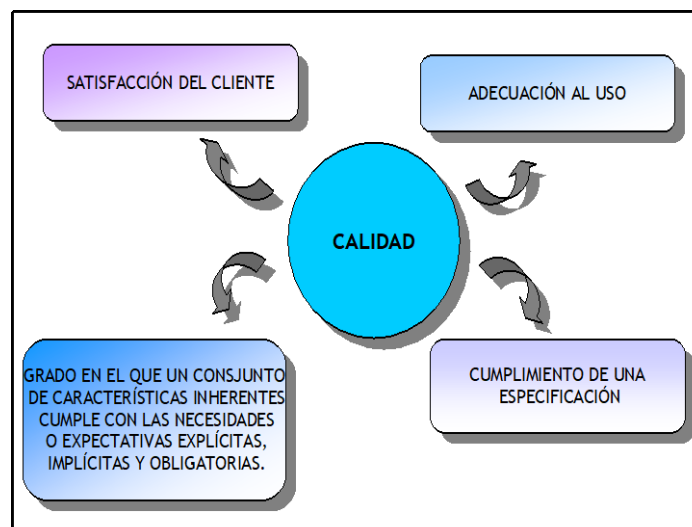 SATISFACCIÓN DEL CLIENTE
ADECUACIÓN AL USO
CALIDAD
GRADO EN EL QUE UN CONSJUNTO
DE CARACTERÍSTICAS INHERENTES
CUMPLE CON LAS NECESIDADES
O EXPECTATIVAS EXPLÍCITAS,
IMPLÍCITAS Y OBLIGATORIAS.
CUMPLIMIENTO DE UNA
ESPECIFICACIÓN